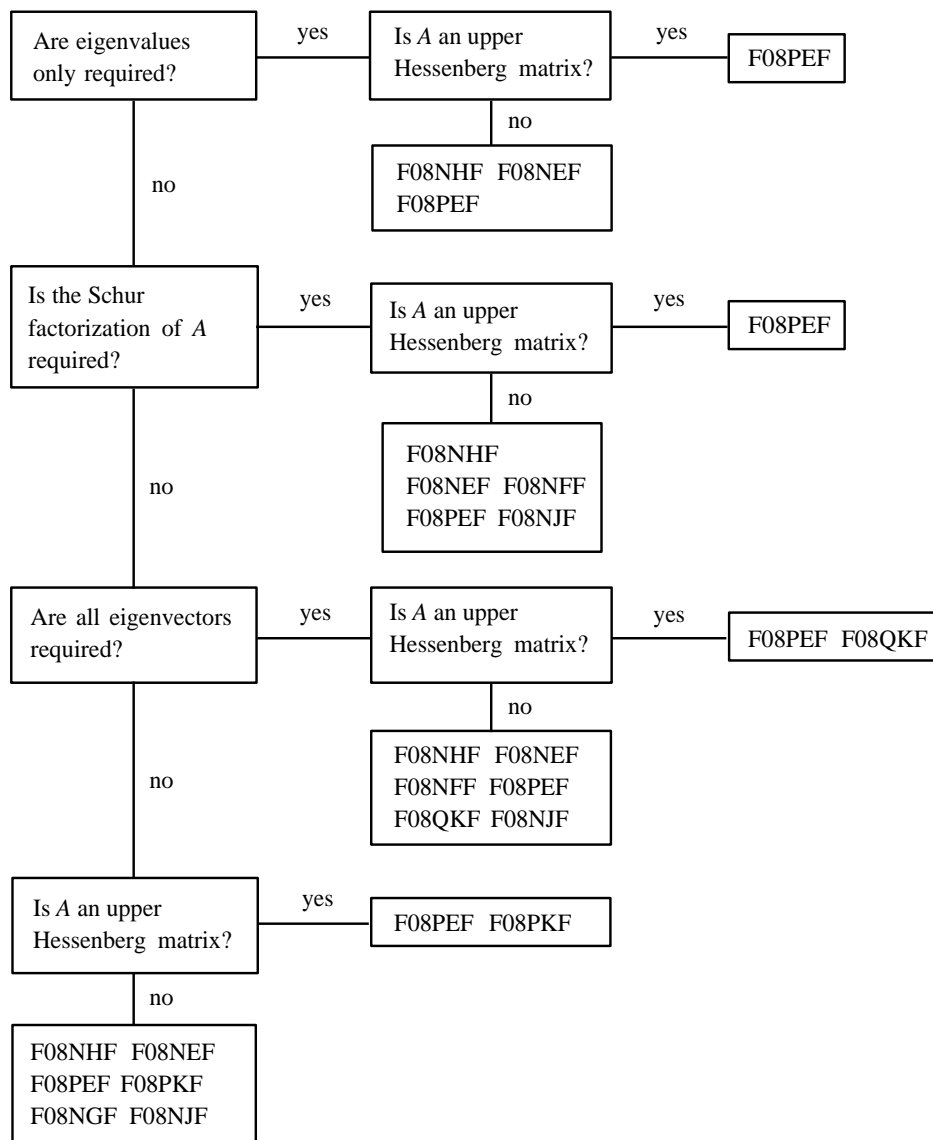 Are eigenvalues
only required?
yes
Is A an upper
Hessenberg matrix?
yes
F08PEF
no
F08NHF F08NEF
F08PEF
no
Is the Schur
factorization of A
required?
yes
Is A an upper
Hessenberg matrix?
yes
F08PEF
no
F08NHF
F08NEF F08NFF
F08PEF F08NJF
no
Are all eigenvectors
required?
yes
Is A an upper
Hessenberg matrix?
yes
F08PEF F08QKF
no
F08NHF F08NEF
F08NFF F08PEF
F08QKF F08NJF
no
Is A an upper
Hessenberg matrix?
yes
F08PEF F08PKF
no
F08NHF F08NEF
F08PEF F08PKF
F08NGF F08NJF